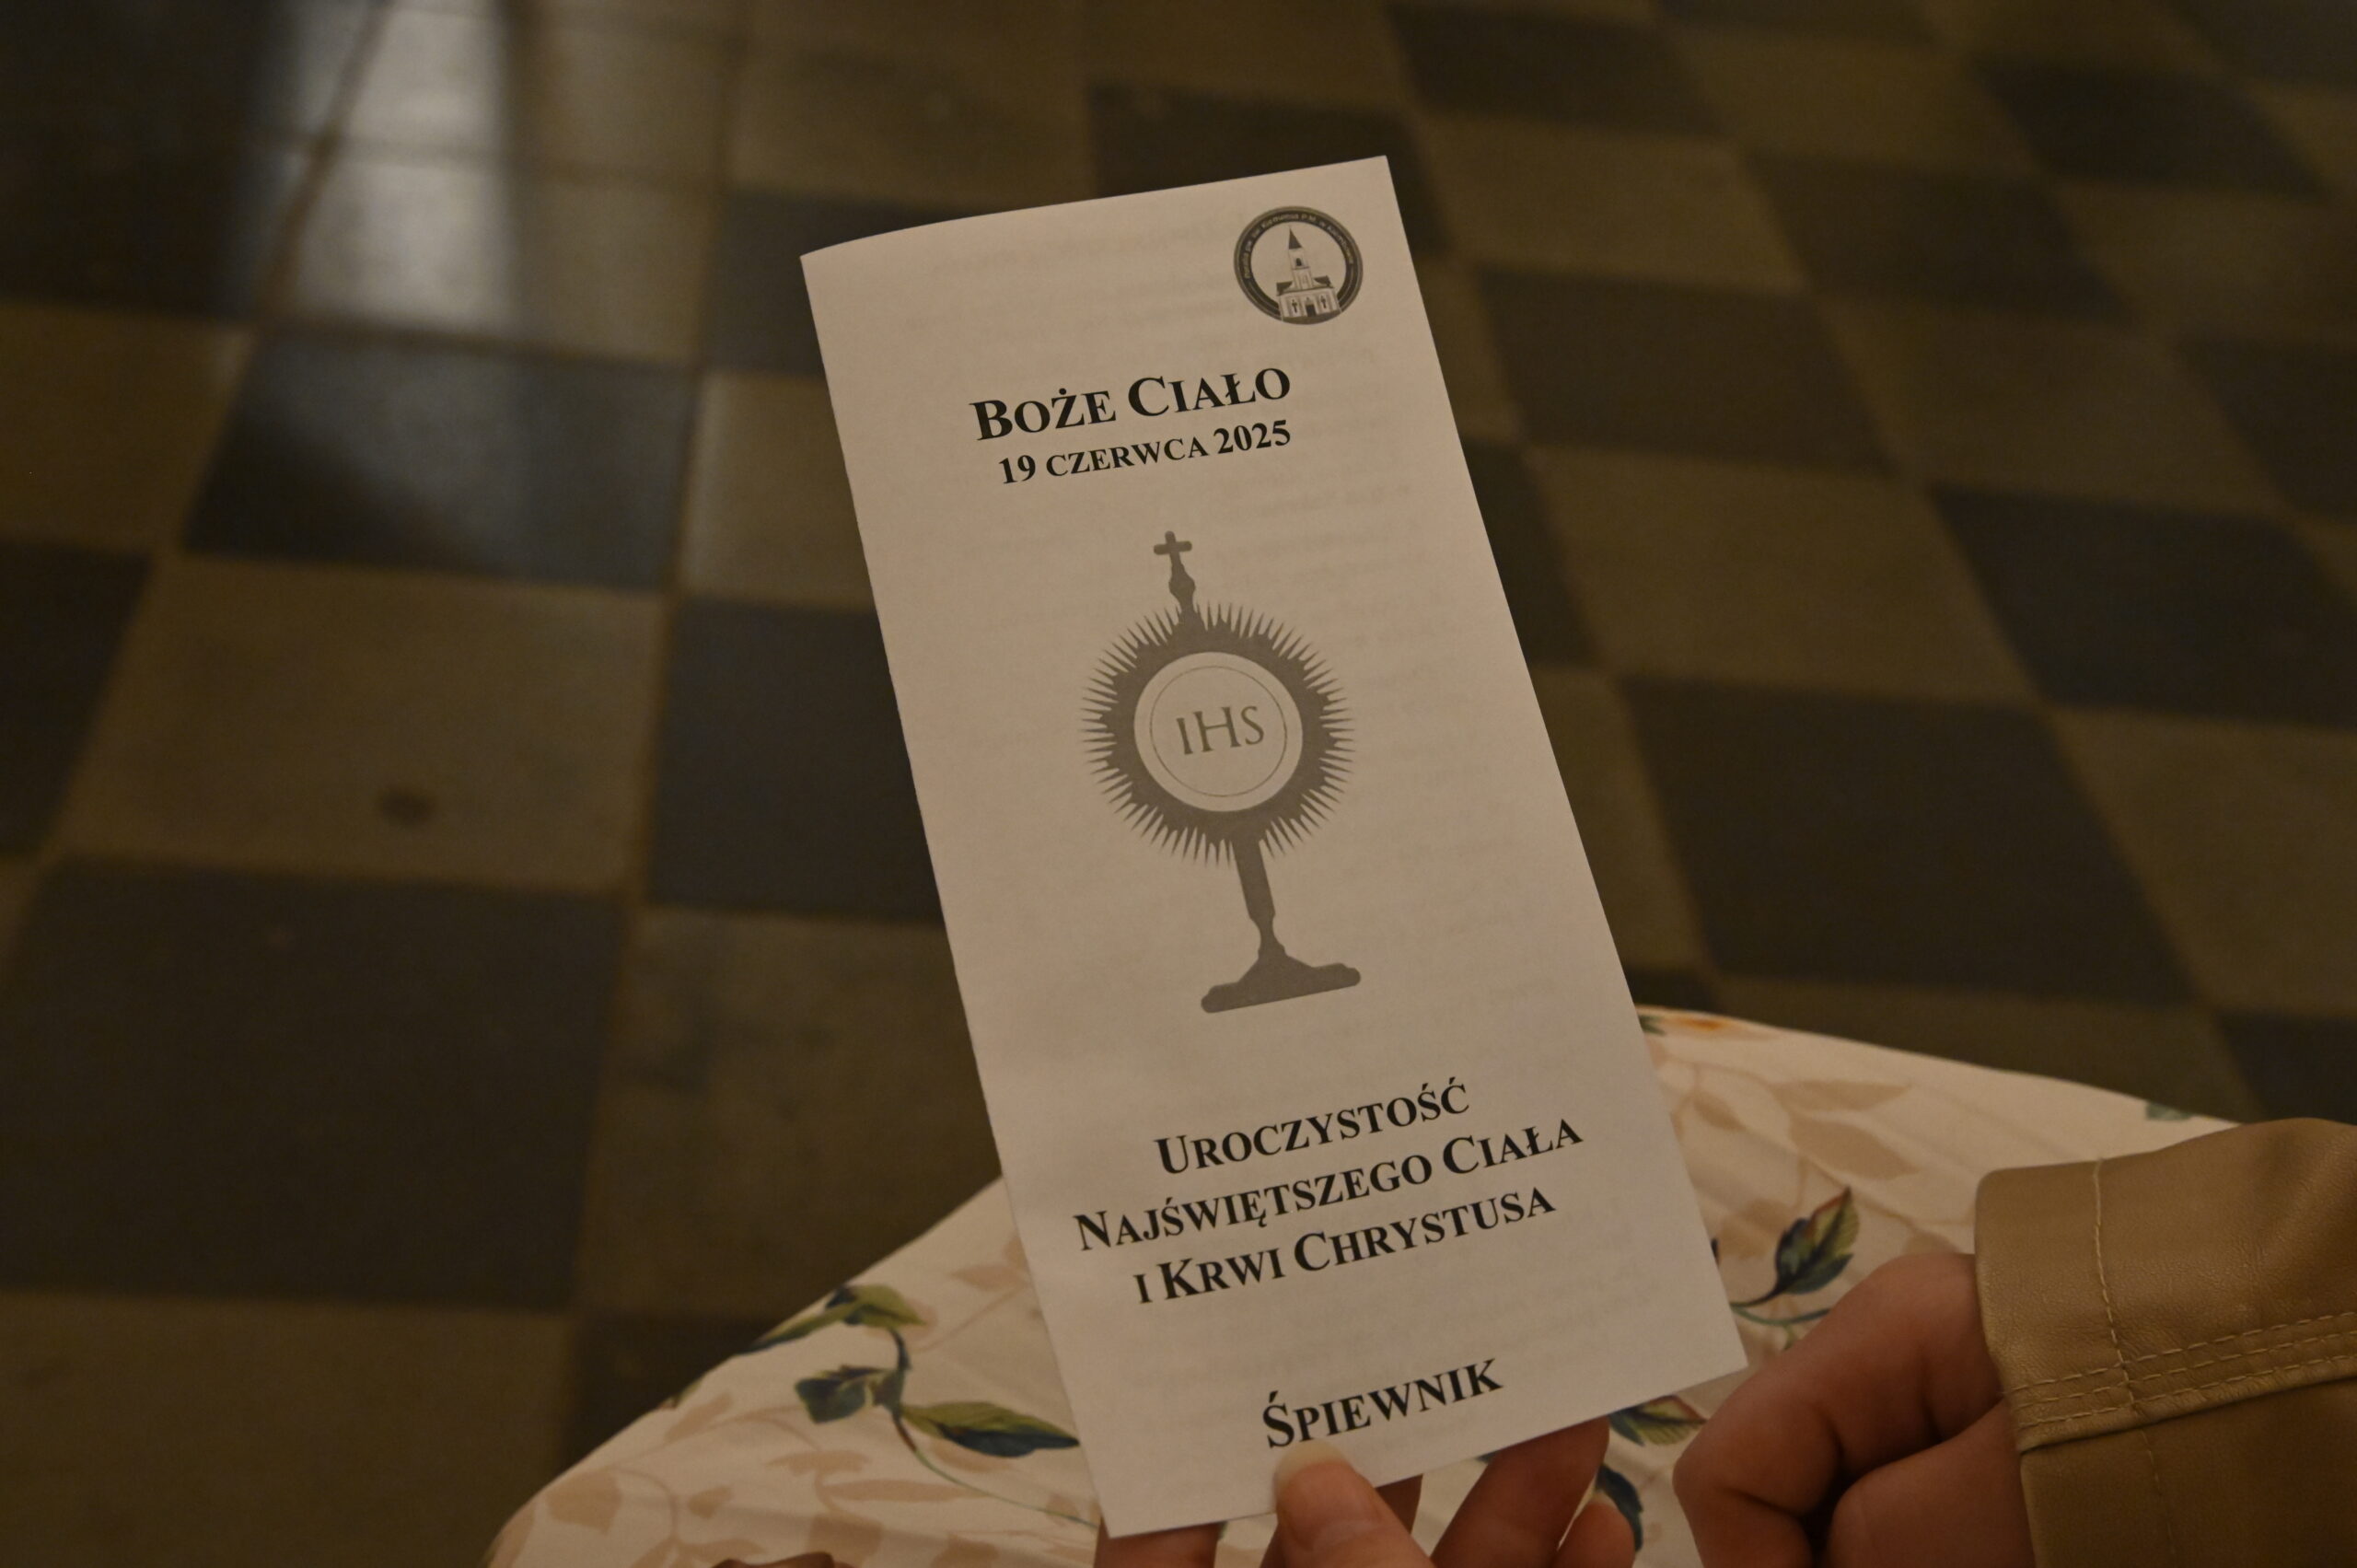 BOŻE CIAŁO
19 CZERWCA 2025
IHS
UROCZYSTOŚĆ
NAJŚWIĘTSZEGO CIAŁA
I KRWI CHRYSTUSA
ŚPIEWNIK